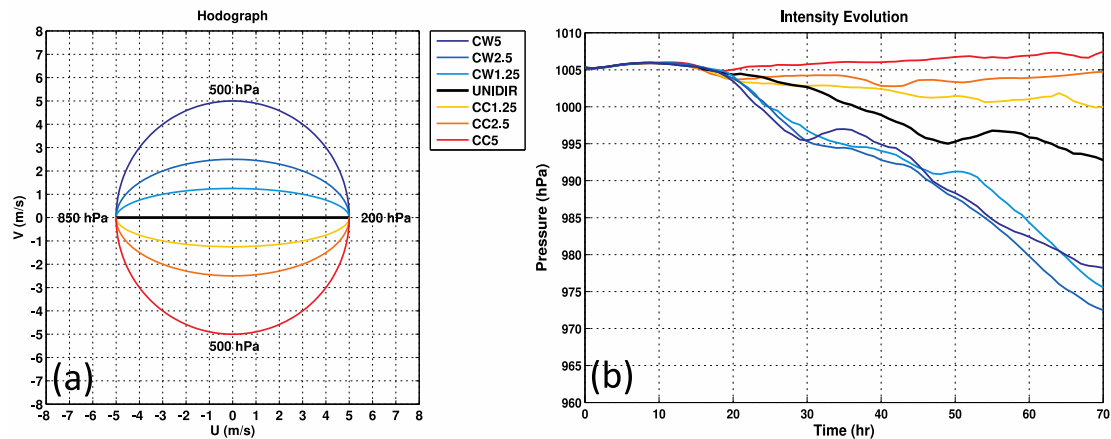 Hodograph
8
7
6
5
4
3
2
1
0
-1
-2
-3
-4
-5
-6
-7
-8
V (m/s)
500 hPa
850 hPa
200 hPa
500 hPa
(a)
-8 -7 -6 -5 -4 -3 -2 -1 0 1 2 3 4 5 6 7 8
U (m/s)
CW5
CW2.5
CW1.25
UNIDIR
CC1.25
CC2.5
CC5
Intensity Evolution
1010
1005
1000
995
990
985
980
975
970
965
960
Pressure (hPa)
(b)
0 10 20 30 40 50 60 70
Time (hr)